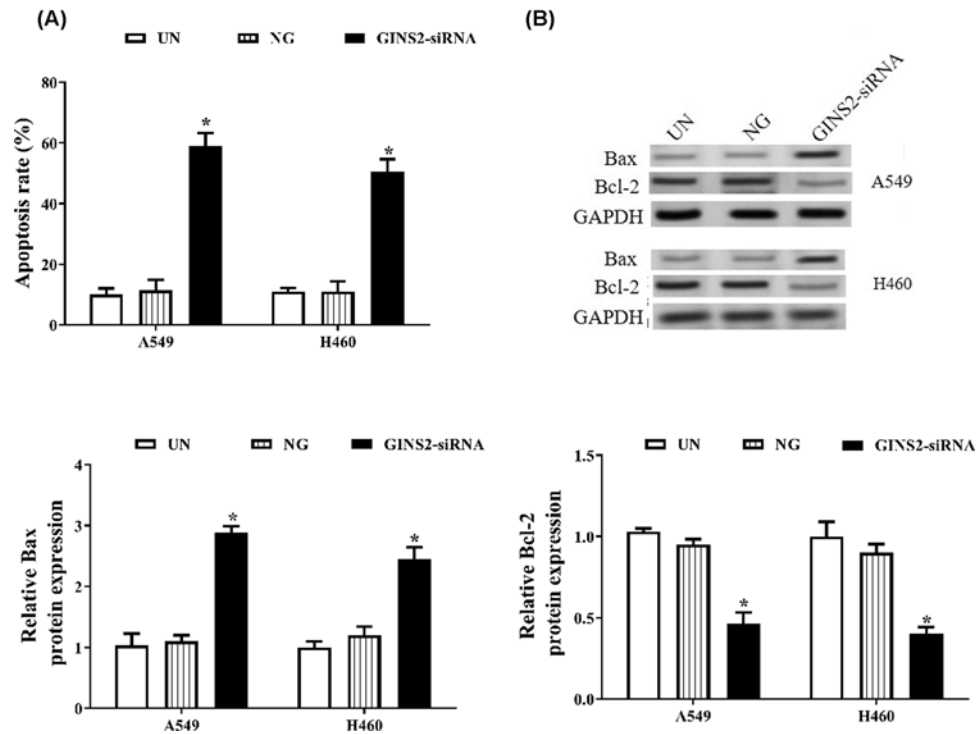 (A)
UN NG GINS2-siRNA
Apoptosis rate (%)
80
60
40
20
0
*
*
A549 H460
(B)
UN NG GINS2-siRNA
Bax
Bcl-2
GAPDH
A549
Bax
Bcl-2
GAPDH
H460
UN NG GINS2-siRNA
Relative Bax
protein expression
4
3
2
1
0
*
*
A549 H460
UN NG GINS2-siRNA
Relative Bcl-2
protein expression
1.5
1.0
0.5
0.0
*
*
A549 H460